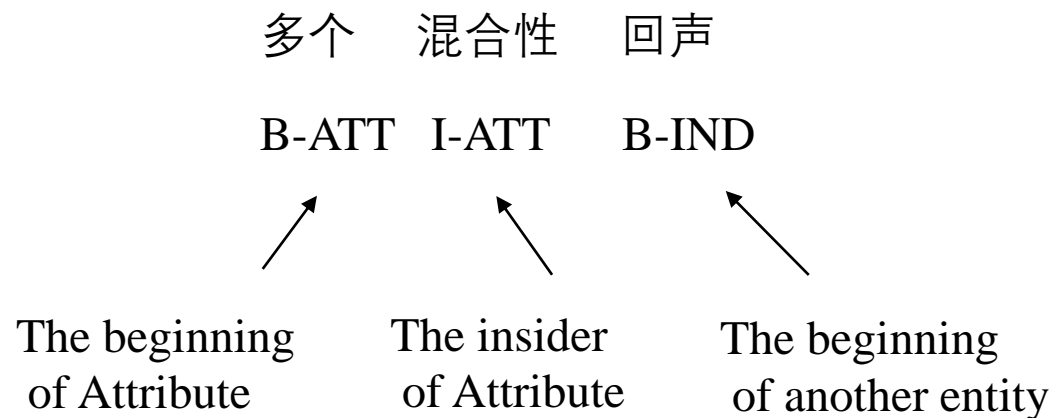 多个 混合性 回声
B-ATT I-ATT B-IND
The beginning of Attribute
The insider of Attribute
The beginning of another entity